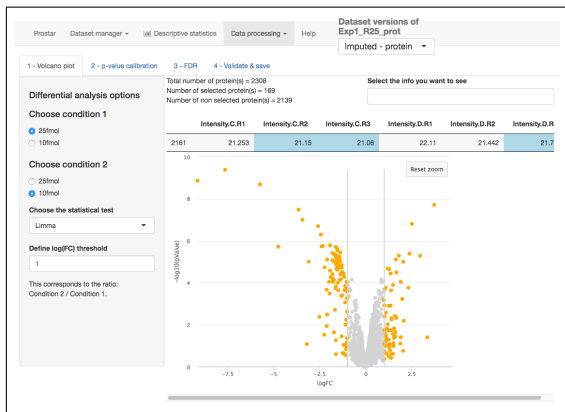 Prostar
Dataset manager
Descriptive statistics
Data processing
Help
Dataset versions of
Exp1_R25_prot
Imputed - protein
1 - Volcano plot
2 - p-value calibration
3 - FDR
4 - Validate & save
Differential analysis options
Choose condition 1
25fmol
10fmol
Choose condition 2
25fmol
10fmol
Choose the statistical test
Limma
Define log(FC) threshold
1
This corresponds to the ratio:
Condition 2 / Condition 1.
Total number of protein(s) = 2308
Number of selected protein(s) = 169
Number of non selected protein(s) = 2139
Select the info you want to see
Intensity.C.R1 Intensity.C.R2 Intensity.C.R3 Intensity.D.R1 Intensity.D.R2 Intensity.D.R
2161 21.253 21.15 21.08 22.11 21.442 21.7
Reset zoom
-log10(pValue)
10
8
6
4
2
0
−7.5 −5 −2.5 0 2.5
logFC